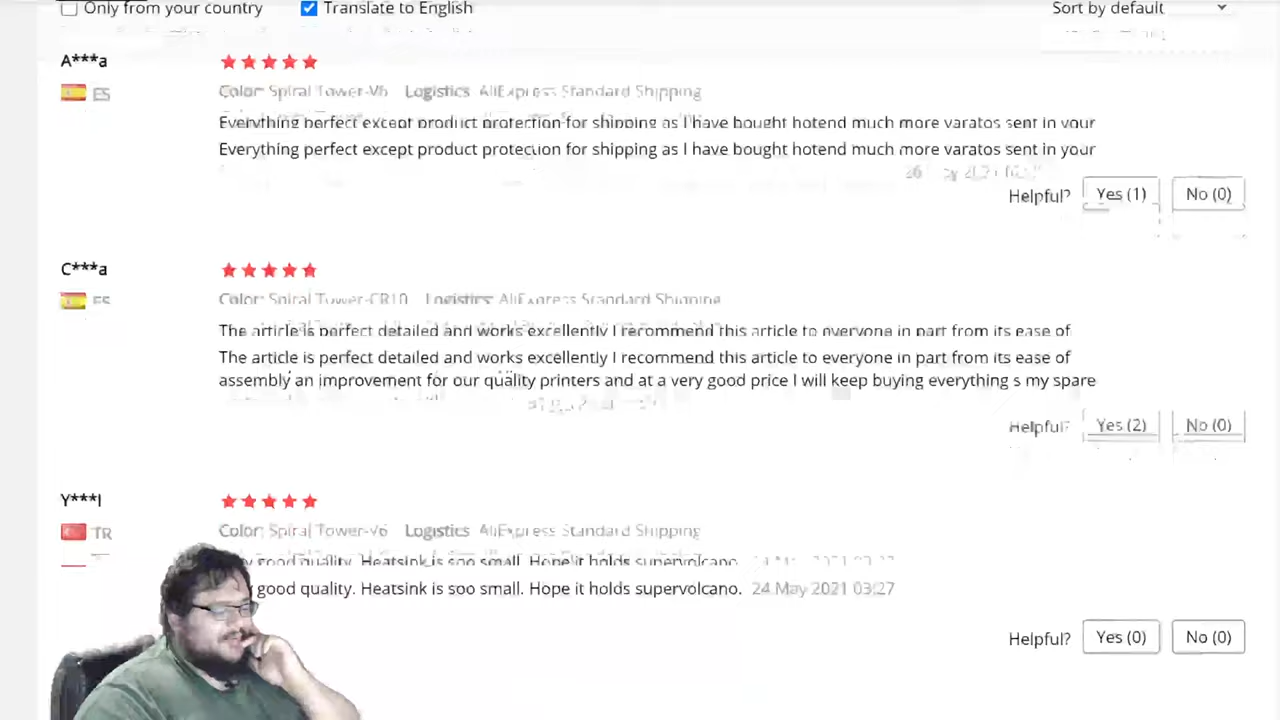 Only from your country
Translate to English
Sort by default
A***a
ES
Color: Spiral Tower-V6 Logistics AliExpress Standard Shipping
Everything perfect except product protection for shipping as I have bought hotend much more varatos sent in your
Everything perfect except product protection for shipping as I have bought hotend much more varatos sent in your
Helpful? Yes (1) No (0)
C***a
ES
Color: Spiral Tower-CR10 Logistics: AliExpress Standard Shipping
The article is perfect detailed and works excellently I recommend this article to everyone in part from its ease of
The article is perfect detailed and works excellently I recommend this article to everyone in part from its ease of
assembly an improvement for our quality printers and at a very good price I will keep buying everything s my spare
Helpful? Yes (2) No (0)
Y***l
TR
Color: Spiral Tower-V6 Logistics AliExpress Standard Shipping
good quality. Heatsink is soo small. Hope it holds supervolcano.
good quality. Heatsink is soo small. Hope it holds supervolcano. 24 May 2021 03:27
Helpful? Yes (0) No (0)